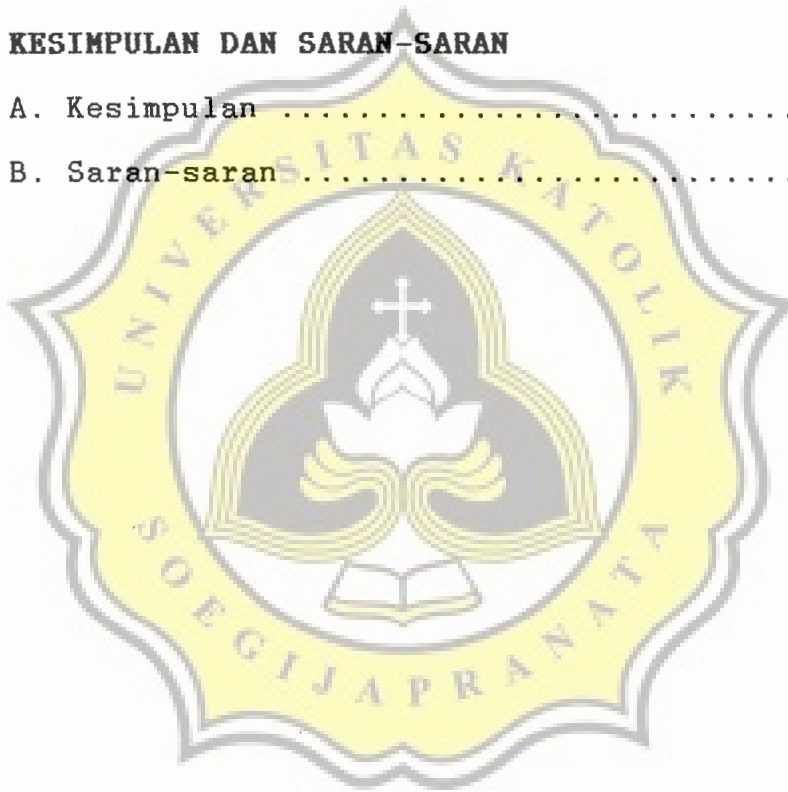 KESIMPULAN DAN SARAN-SARAN
A. Kesimpulan ..............................
B. Saran-saran .............................
UNIVERSITAS KATOLIK
SOEGIJAPRANATA